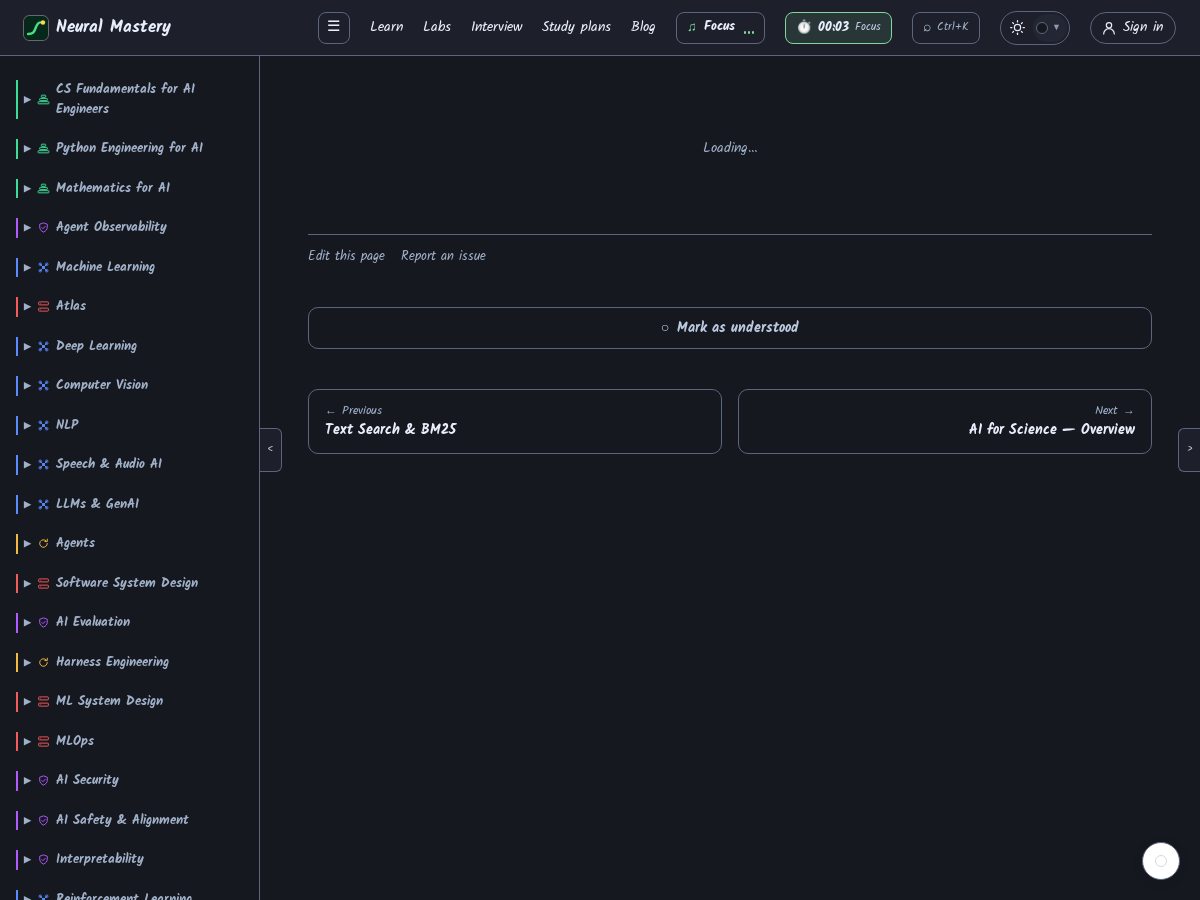 Neural Mastery
☰
Learn
Labs
Interview
Study plans
Blog
♫ Focus ...
⏱ 00:03 Focus
⌕ Ctrl+K
▾
Sign in
▶ CS Fundamentals for AI
Engineers
▶ Python Engineering for AI
▶ Mathematics for AI
▶ Agent Observability
▶ Machine Learning
▶ Atlas
▶ Deep Learning
▶ Computer Vision
▶ NLP
▶ Speech & Audio AI
▶ LLMs & GenAI
▶ Agents
▶ Software System Design
▶ AI Evaluation
▶ Harness Engineering
▶ ML System Design
▶ MLOps
▶ AI Security
▶ AI Safety & Alignment
▶ Interpretability
▶ Reinforcement Learning
<
Loading...
Edit this page
Report an issue
○ Mark as understood
← Previous
Text Search & BM25
Next →
AI for Science — Overview
>